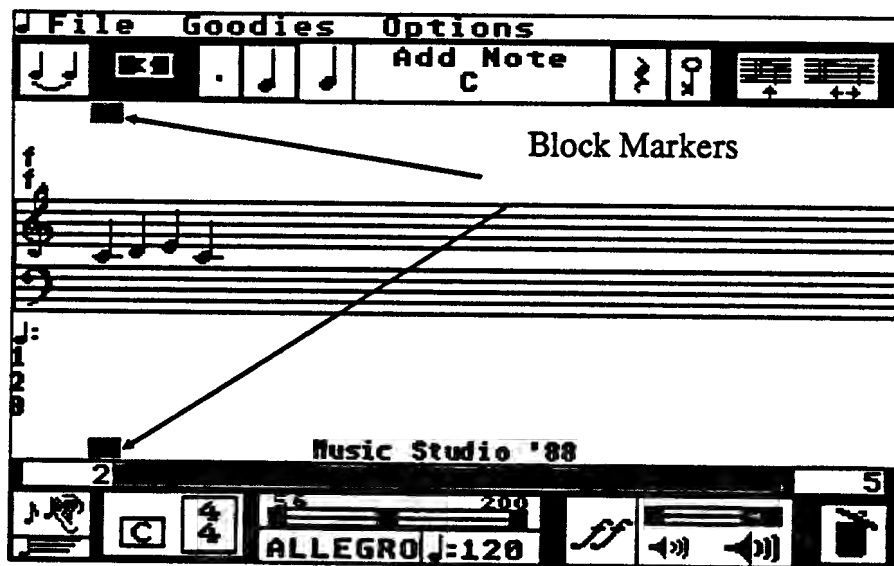 File Goodies Options
Add Note
C
Block Markers
f
f
♩:
1
2
0
Music Studio '88
2 5
56 200
C 4
4
ALLEGRO ♩=120 ff